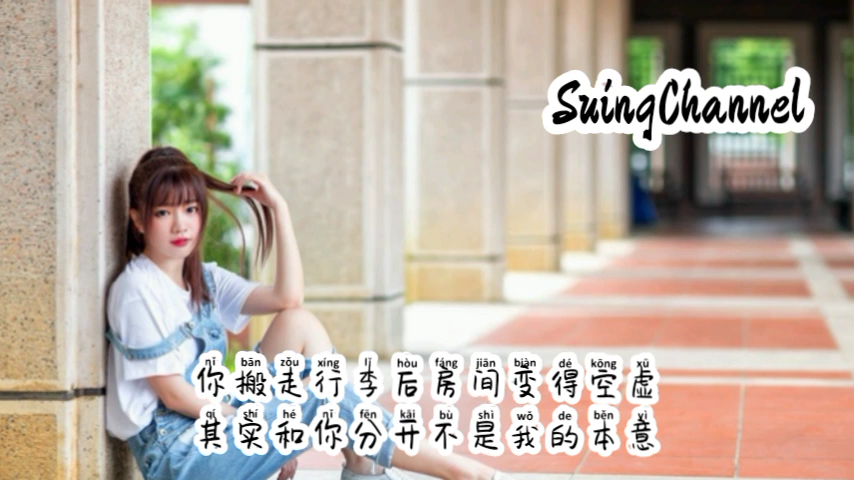 SuingChannel
nǐ bān zǒu xíng lǐ hòu fáng jiān biàn dé kōng xū
你搬走行李后房间变得空虚
qí shí hé nǐ fēn kāi bù shì wǒ de běn yì
其实和你分开不是我的本意